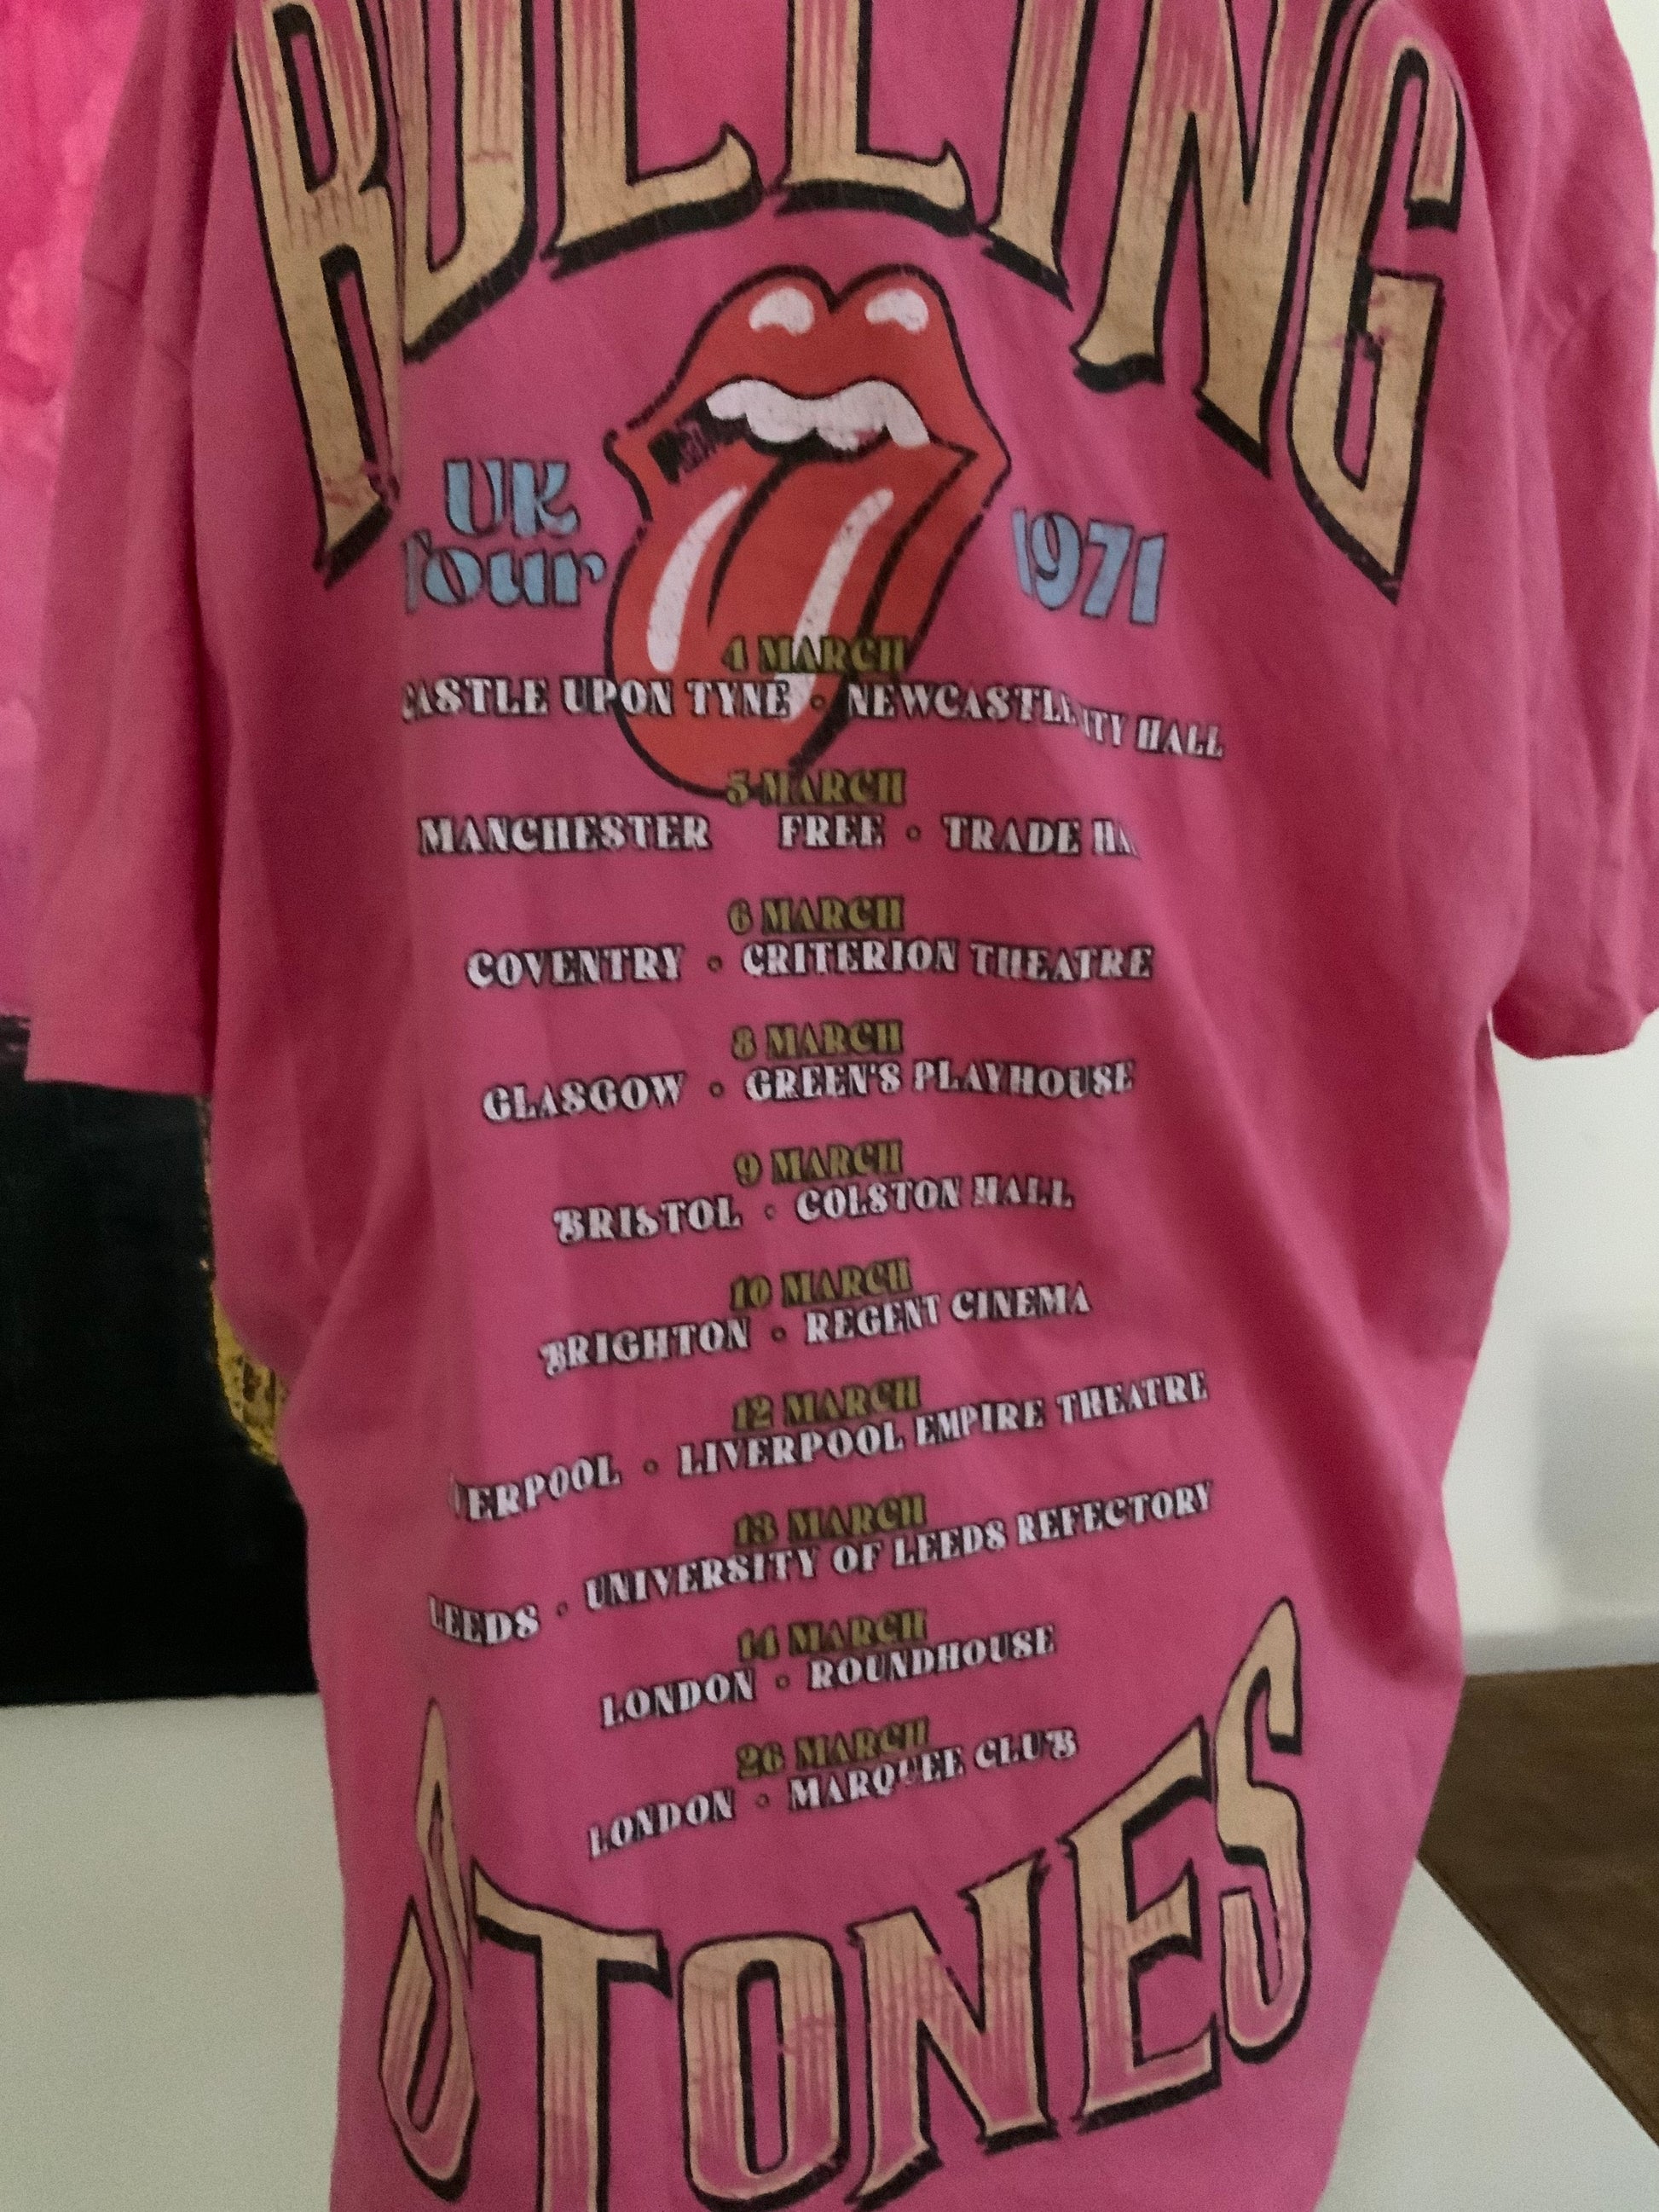 ROLLING
UK
Tour
1971
4 MARCH
CASTLE UPON TYNE • NEWCASTLE CITY HALL
5 MARCH
MANCHESTER FREE • TRADE
6 MARCH
COVENTRY • CRITERION THEATRE
8 MARCH
GLASGOW • GREEN'S PLAYHOUSE
9 MARCH
BRISTOL • COLSTON HALL
10 MARCH
BRIGHTON • REGENT CINEMA
12 MARCH
VERPOOL • LIVERPOOL EMPIRE THEATRE
13 MARCH
LEEDS • UNIVERSITY OF LEEDS REFECTORY
14 MARCH
LONDON • ROUNDHOUSE
26 MARCH
LONDON • MARQUEE CLUB
STONES